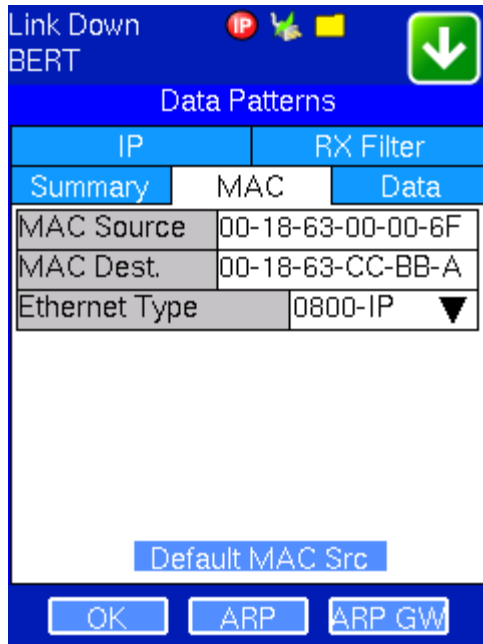 Link Down
IP
BERT
Data Patterns
IP RX Filter
Summary MAC Data
MAC Source 00-18-63-00-00-6F
MAC Dest. 00-18-63-CC-BB-A
Ethernet Type 0800-IP
Default MAC Src
OK ARP ARP GW